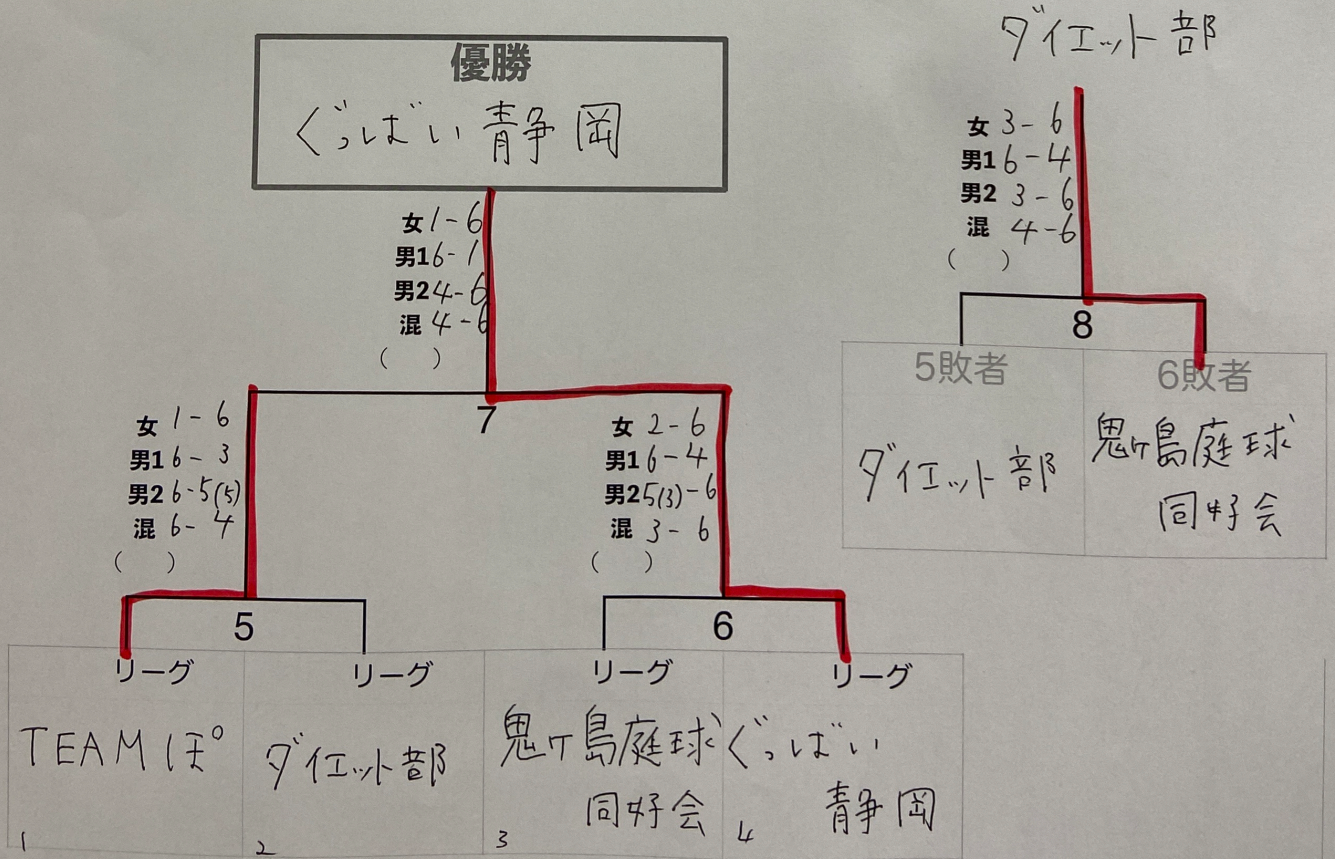 優勝
ぐっばい青争岡
女 1-6
男1 6-1
男2 4-6
混 4-6
( )
7
ダイエット部
女 3-6
男1 6-4
男2 3-6
混 4-6
( )
8
5敗者
6敗者
ダイエット部
鬼ヶ島庭球
同好会
女 1-6
男1 6-3
男2 6-5(5)
混 6-4
( )
5
女 2-6
男1 6-4
男2 5(3)-6
混 3-6
( )
6
リーグ
リーグ
リーグ
リーグ
TEAMぽ
1
ダイエット部
2
鬼ヶ島庭球
同好会
3
ぐっばい
静岡
4